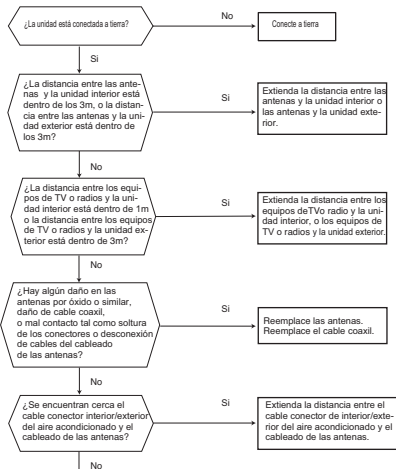 ¿La unidad está conectada a tierra?
No
Conecte a tierra
Si
¿La distancia entre las ante-
nas y la unidad interior está
dentro de los 3m, o la distan-
cia entre las antenas y la uni-
dad exterior está dentro de
los 3m?
Si
Extienda la distancia entre las
antenas y la unidad interior o
las antenas y la unidad exte-
rior.
No
¿La distancia entre los equi-
pos de TV o radios y la uni-
dad interior está dentro de 1m
o la distancia entre los equipos
de TV o radios y la unidad ex-
terior está dentro de 3m?
Si
Extienda la distancia entre los
equipos deTVo radio y la uni-
dad interior, o los equipos de
TV o radios y la unidad exterior.
No
¿Hay algún daño en las
antenas por óxido o similar,
daño de cable coaxil,
o mal contacto tal como soltura
de los conectores o desconexión
de cables del cableado
de las antenas?
Si
Reemplace las antenas.
Reemplace el cable coaxil.
No
¿Se encuentran cerca el
cable conector interior/exterior
del aire acondicionado y el
cableado de las antenas?
Si
Extienda la distancia entre el
cable conector de interior/exte-
rior del aire acondicionado y el
cableado de las antenas.
No